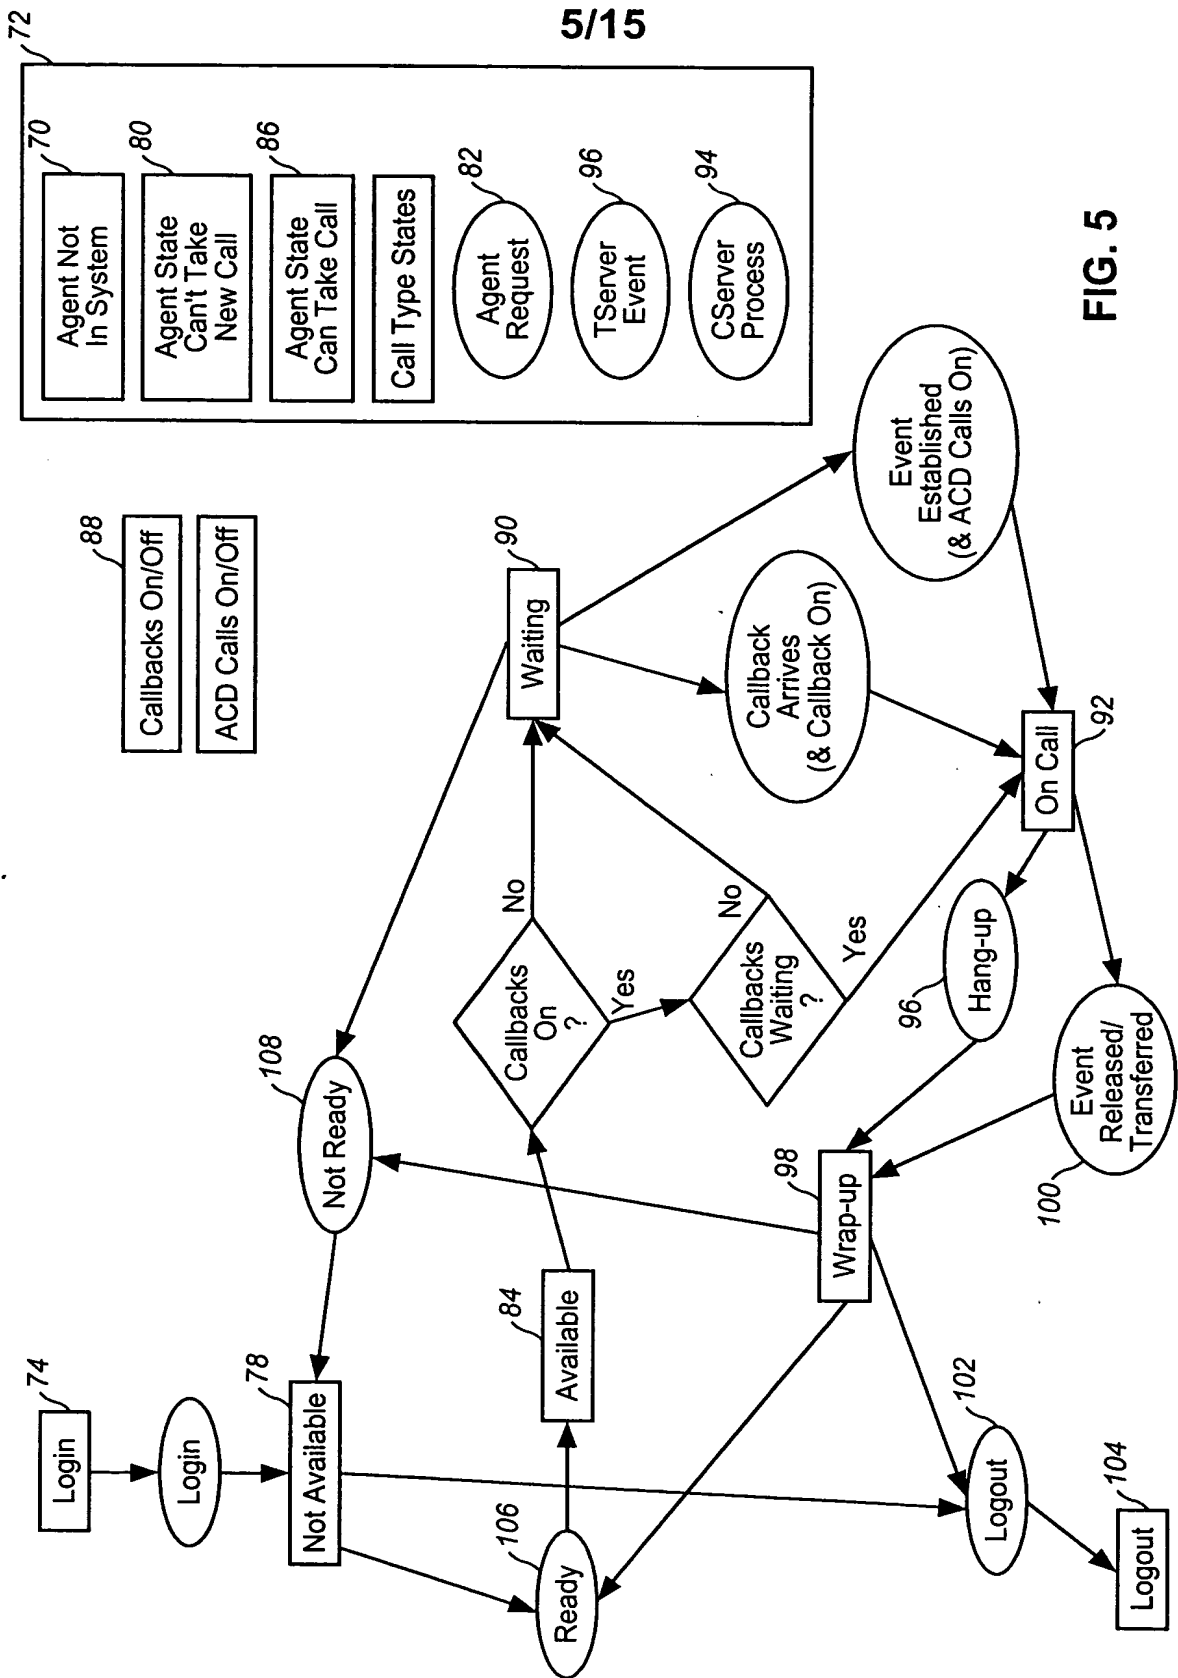 5/15
72
70
Agent Not
In System
80
Agent State
Can't Take
New Call
86
Agent State
Can Take Call
Call Type States
82
Agent
Request
96
TServer
Event
94
CServer
Process
88
Callbacks On/Off
ACD Calls On/Off
74
Login
Login
78
Not Available
108
Not Ready
106
Ready
84
Available
Callbacks
On
?
No
Yes
Callbacks
Waiting
?
No
Yes
90
Waiting
Callback
Arrives
(& Callback On)
Event
Established
(& ACD Calls On)
On Call
92
96
Hang-up
100
Event
Released/
Transferred
98
Wrap-up
102
Logout
104
Logout
FIG. 5